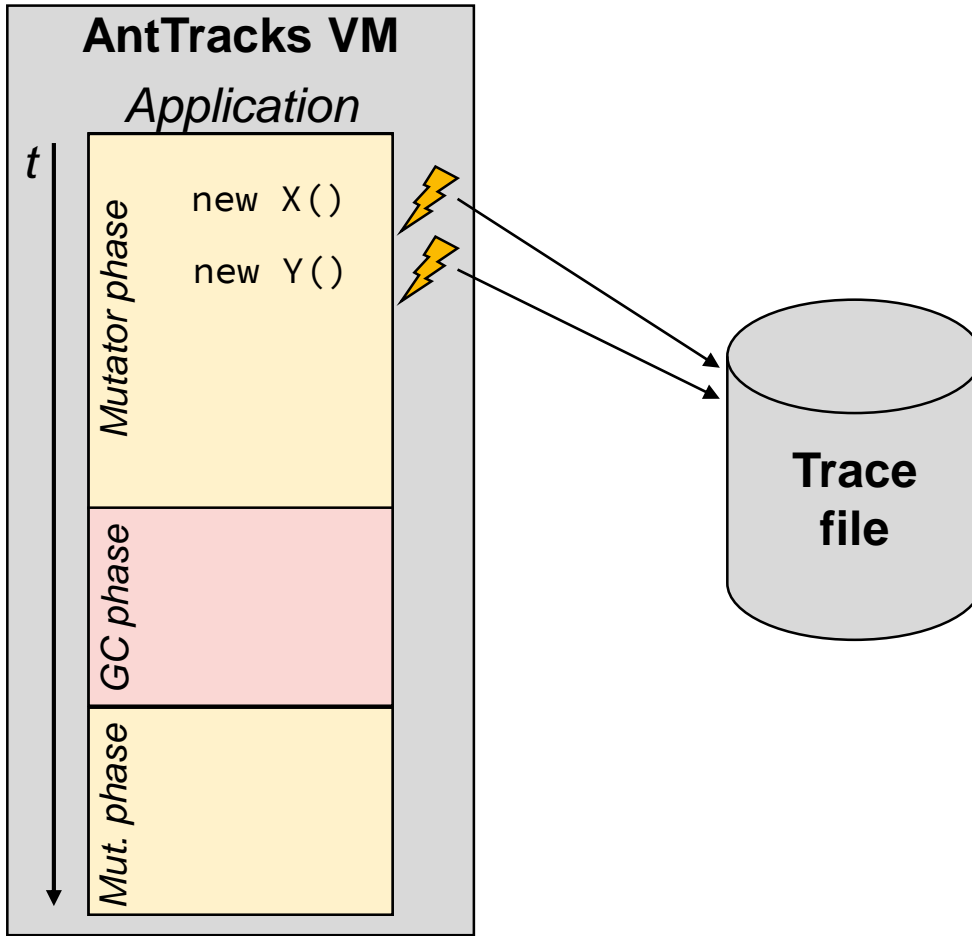 AntTracks VM
Application
t
Mutator phase
new X()
new Y()
GC phase
Mut. phase
Trace
file